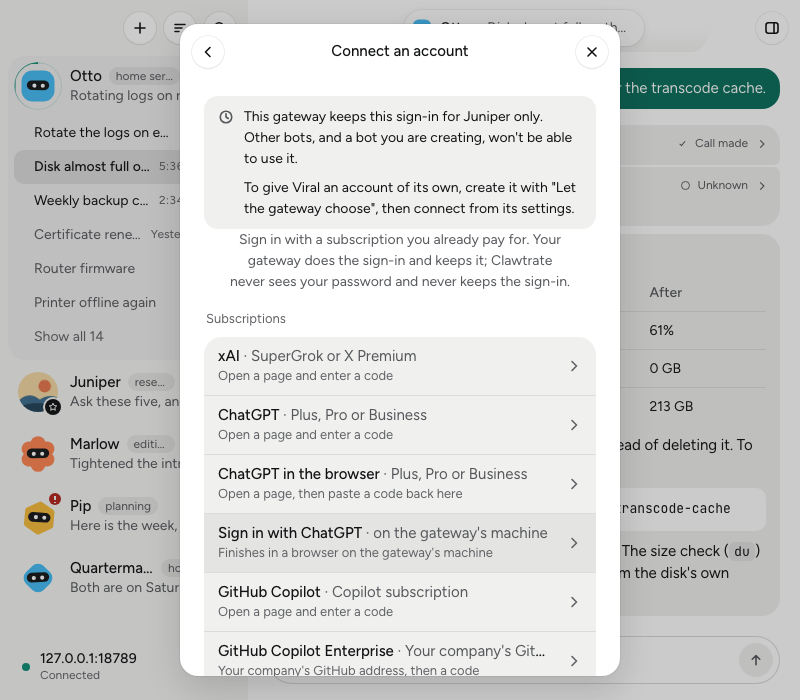 Connect an account
This gateway keeps this sign-in for Juniper only.
Other bots, and a bot you are creating, won't be able
to use it.
To give Viral an account of its own, create it with "Let
the gateway choose", then connect from its settings.
Sign in with a subscription you already pay for. Your
gateway does the sign-in and keeps it; Clawtrate
never sees your password and never keeps the sign-in.
Subscriptions
xAI · SuperGrok or X Premium
Open a page and enter a code
ChatGPT · Plus, Pro or Business
Open a page and enter a code
ChatGPT in the browser · Plus, Pro or Business
Open a page, then paste a code back here
Sign in with ChatGPT · on the gateway's machine
Finishes in a browser on the gateway's machine
GitHub Copilot · Copilot subscription
Open a page and enter a code
GitHub Copilot Enterprise · Your company's Git...
Your company's GitHub address, then a code
Otto home ser...
Rotating logs on
Rotate the logs on e...
Disk almost full o... 5:36
Weekly backup c... 2:34
Certificate rene... Yeste
Router firmware
Printer offline again
Show all 14
Juniper rese...
Ask these five, an
Marlow editi...
Tightened the int
Pip planning
Here is the week,
Quarterma...
Both are on Satur
127.0.0.1:18789
Connected
the transcode cache.
Call made
Unknown
After
61%
0 GB
213 GB
ead of deleting it. To
transcode-cache
The size check (du)
m the disk's own